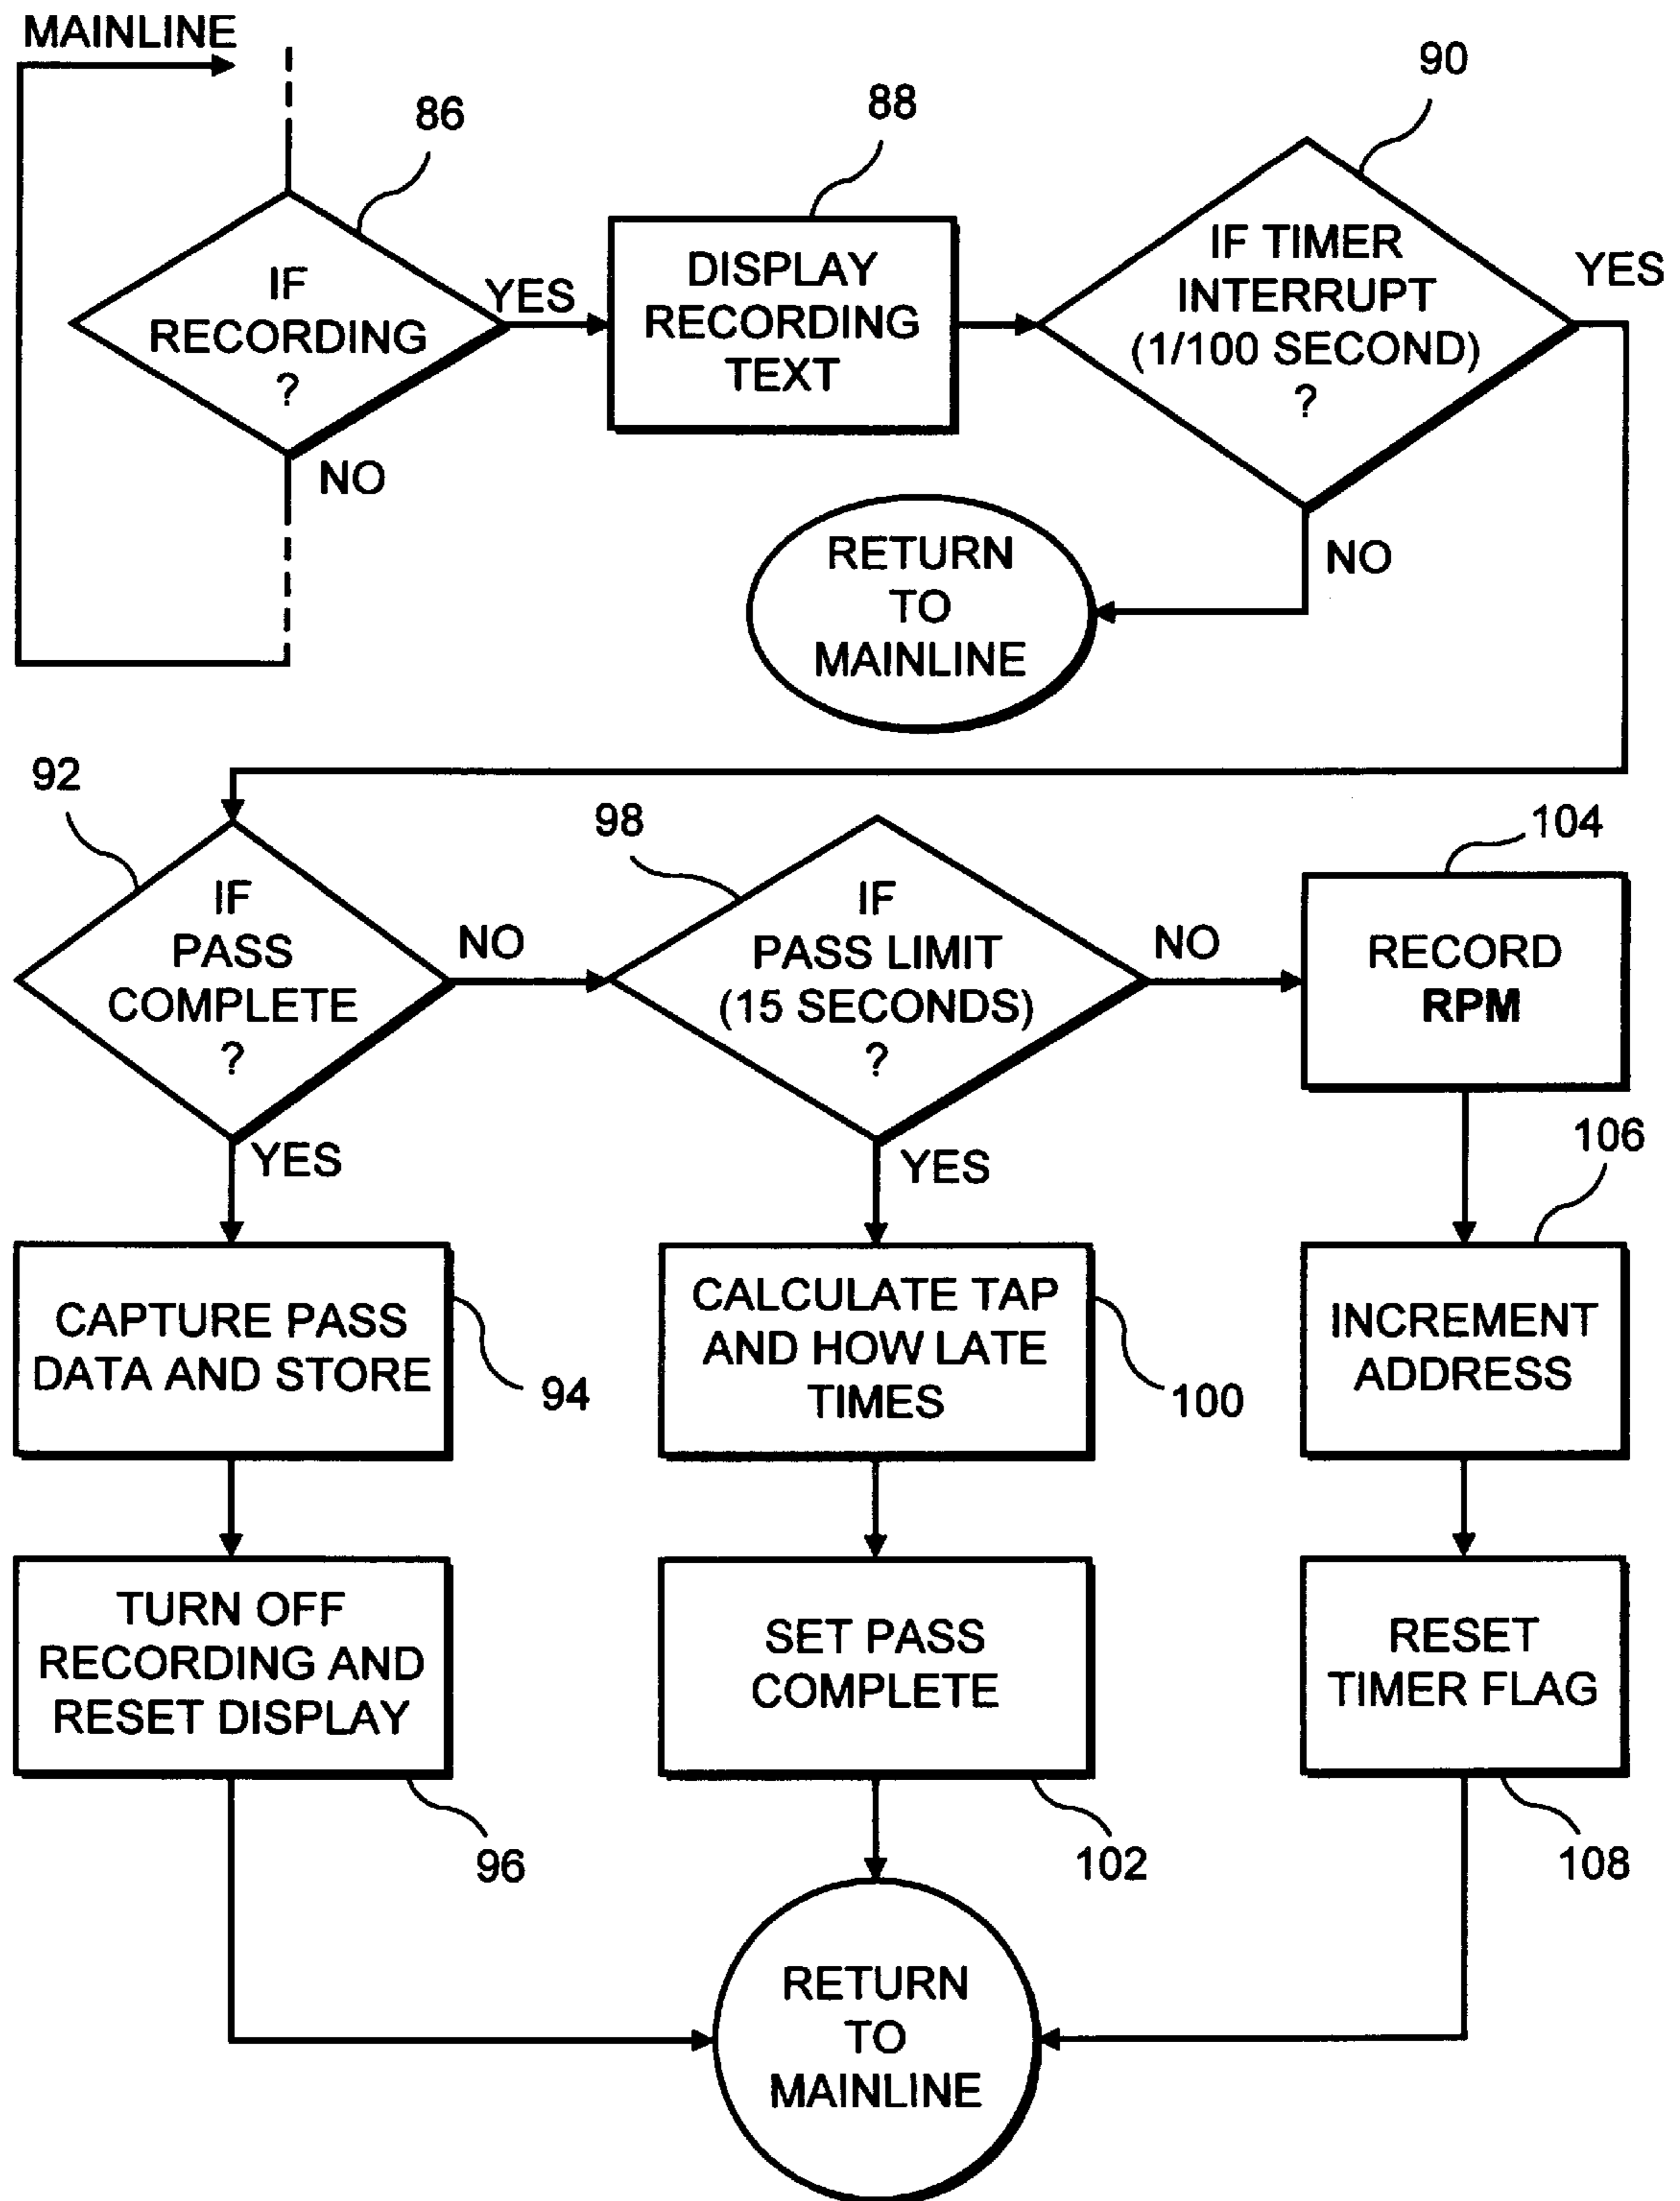 MAINLINE
86
IF
RECORDING
?
YES
NO
88
DISPLAY
RECORDING
TEXT
90
IF TIMER
INTERRUPT
(1/100 SECOND)
?
YES
NO
RETURN
TO
MAINLINE
92
IF
PASS
COMPLETE
?
NO
YES
98
IF
PASS LIMIT
(15 SECONDS)
?
NO
YES
104
RECORD
RPM
CAPTURE PASS
DATA AND STORE
94
CALCULATE TAP
AND HOW LATE
TIMES
100
106
INCREMENT
ADDRESS
TURN OFF
RECORDING AND
RESET DISPLAY
96
SET PASS
COMPLETE
102
RESET
TIMER FLAG
108
RETURN
TO
MAINLINE